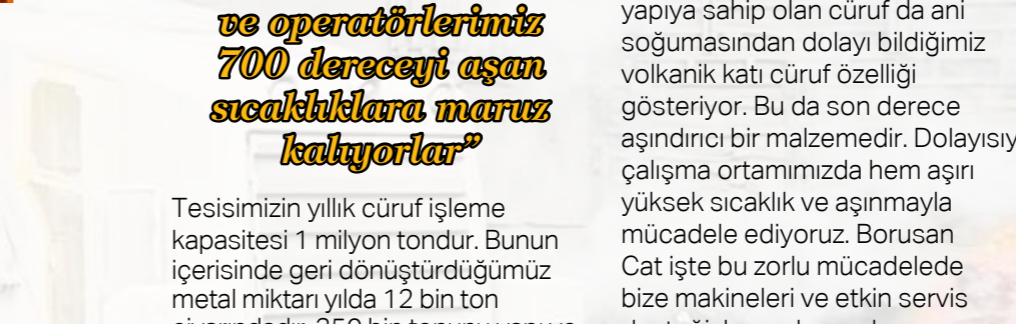 ve operatörlerimiz
700 dereceyi aşan
sıcaklıklara maruz
kalıyorlar”
Tesisimizin yıllık cüruf işleme
kapasitesi 1 milyon tondur. Bunun
içerisinde geri dönüştürdüğümüz
metal miktarı yılda 12 bin ton
yapıya sahip olan cüruf da ani
soğumasından dolayı bildiğimiz
volkanik katı cüruf özelliği
gösteriyor. Bu da son derece
aşındırıcı bir malzemedir. Dolayısıy
çalışma ortamımızda hem aşırı
yüksek sıcaklık ve aşınmayla
mücadele ediyoruz. Borusan
Cat işte bu zorlu mücadelede
bize makineleri ve etkin servis